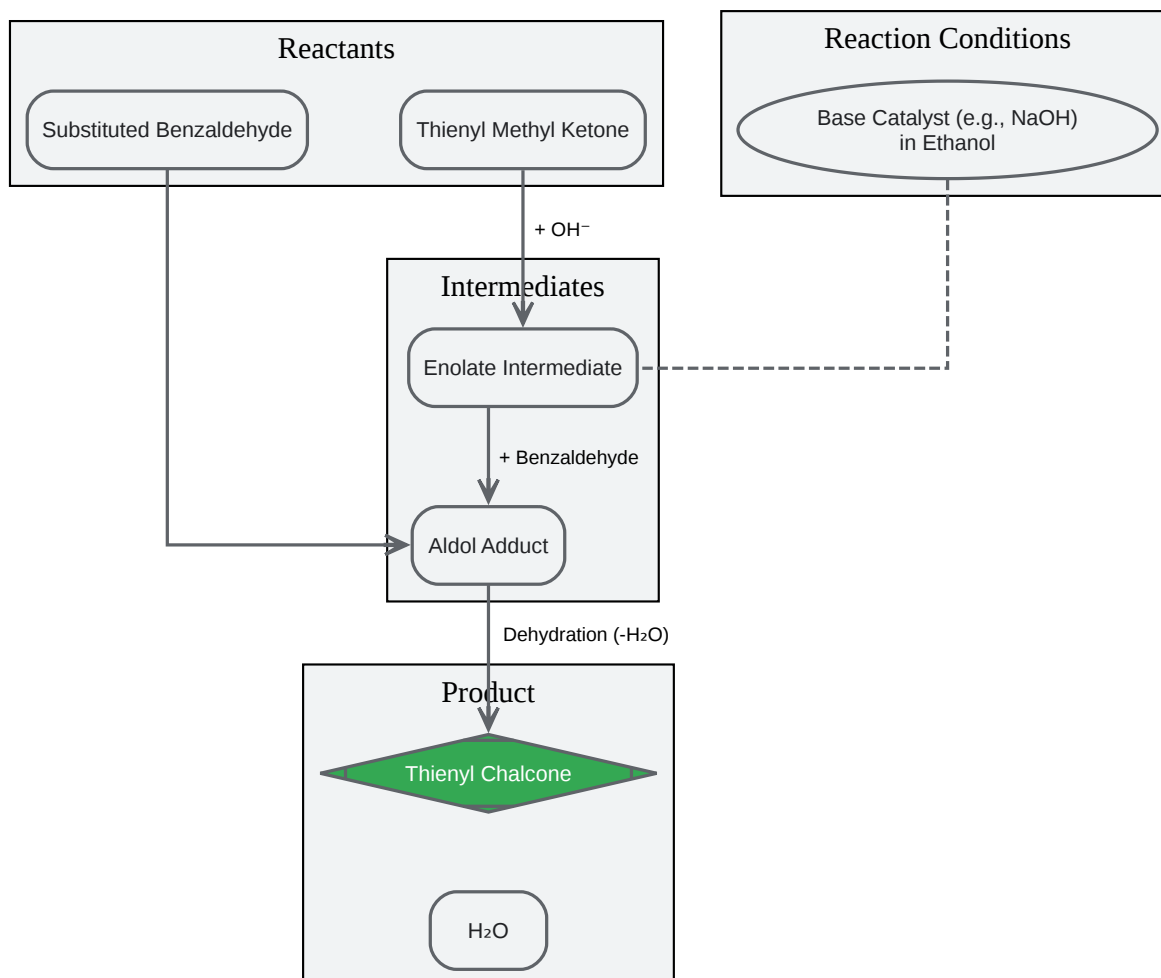 Reactants
Reaction Conditions
Substituted Benzaldehyde
Thienyl Methyl Ketone
Base Catalyst (e.g., NaOH)
in Ethanol
+ OH⁻
Intermediates
Enolate Intermediate
+ Benzaldehyde
Aldol Adduct
Dehydration (-H₂O)
Product
Thienyl Chalcone
H₂O